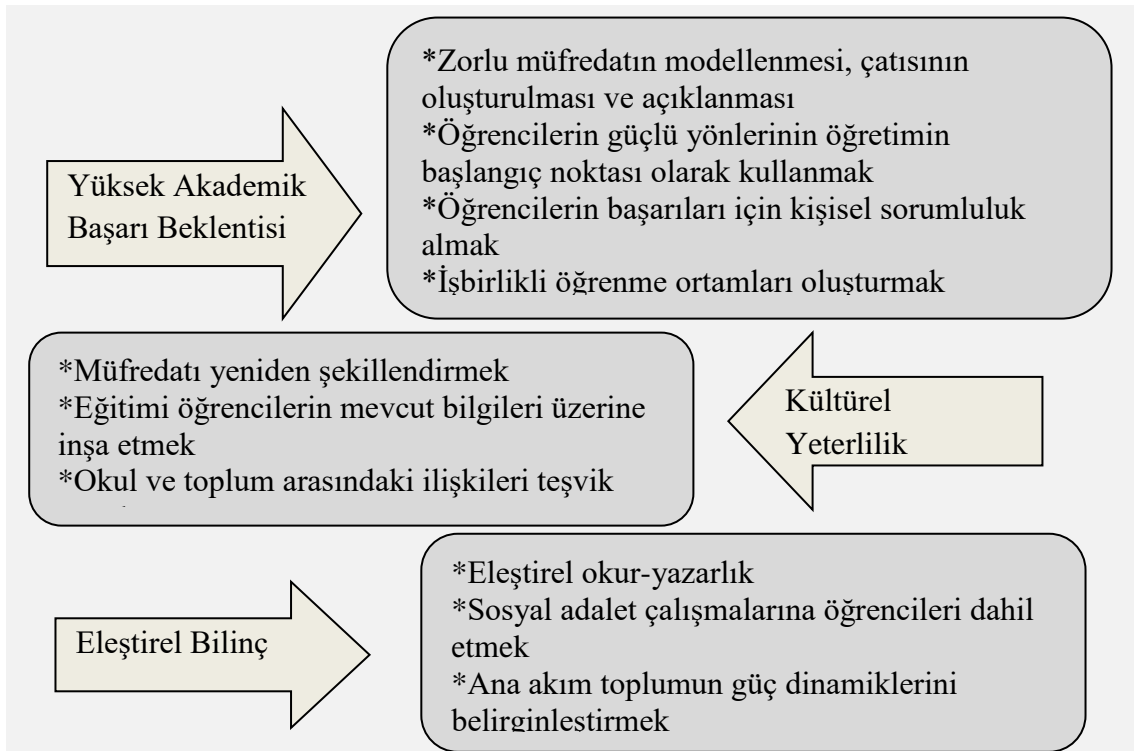 Yüksek Akademik
Başarı Beklentisi
*Zorlu müfredatın modellenmesi, çatısının
oluşturulması ve açıklanması
*Öğrencilerin güçlü yönlerinin öğretimin
başlangıç noktası olarak kullanmak
*Öğrencilerin başarıları için kişisel sorumluluk
almak
*İşbirlikli öğrenme ortamları oluşturmak
*Müfredatı yeniden şekillendirmek
*Eğitimi öğrencilerin mevcut bilgileri üzerine
inşa etmek
*Okul ve toplum arasındaki ilişkileri teşvik
Kültürel
Yeterlilik
Eleştirel Bilinç
*Eleştirel okur-yazarlık
*Sosyal adalet çalışmalarına öğrencileri dahil
etmek
*Ana akım toplumun güç dinamiklerini
belirginleştirmek